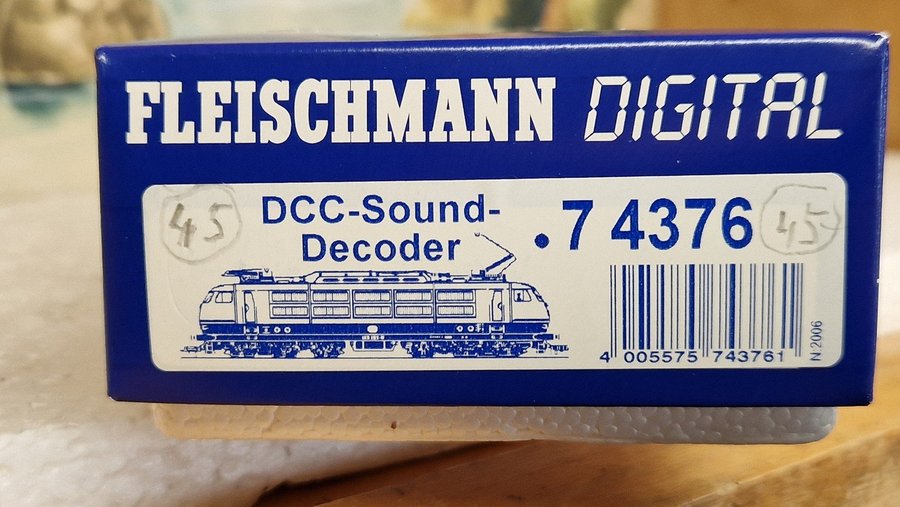 FLEISCHMANN DIGITAL
45
DCC-Sound-
Decoder
.7 4376
45
4 005575 743761
N 2006